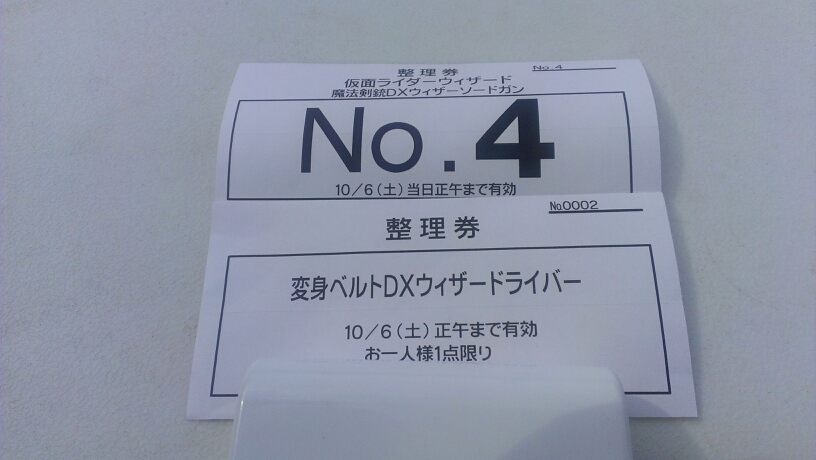 整理券
No.4
仮面ライダーウィザード
魔法剣銃DXウィザーソードガン
No.4
10/6(土)当日正午まで有効
№0002
整理券
変身ベルトDXウィザードライバー
10/6(土)正午まで有効
お一人様1点限り